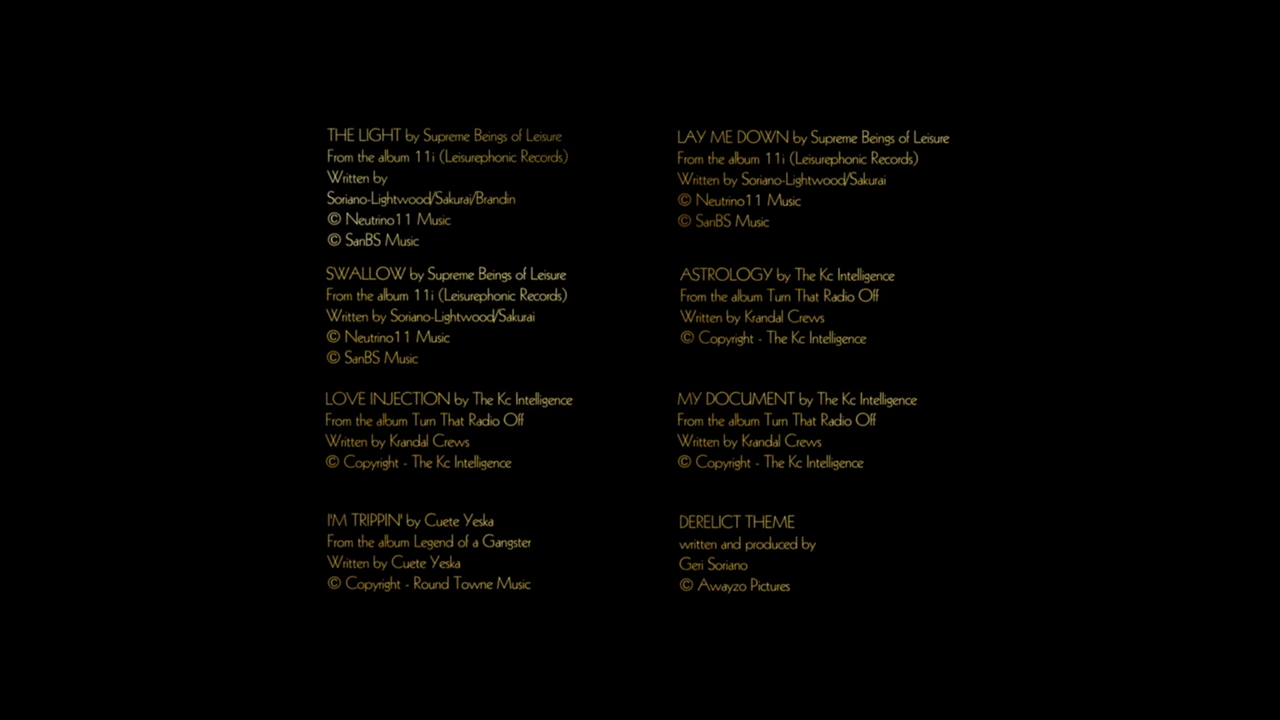 THE LIGHT by Supreme Beings of Leisure
From the album 11i (Leisurephonic Records)
Written by
Soriano-Lightwood/Sakurai/Brandin
© Neutrino11 Music
© SanBS Music
LAY ME DOWN by Supreme Beings of Leisure
From the album 11i (Leisurephonic Records)
Written by Soriano-Lightwood/Sakurai
© Neutrino11 Music
© SanBS Music
SWALLOW by Supreme Beings of Leisure
From the album 11i (Leisurephonic Records)
Written by Soriano-Lightwood/Sakurai
© Neutrino11 Music
© SanBS Music
ASTROLOGY by The Kc Intelligence
From the album Turn That Radio Off
Written by Krandal Crews
© Copyright - The Kc Intelligence
LOVE INJECTION by The Kc Intelligence
From the album Turn That Radio Off
Written by Krandal Crews
© Copyright - The Kc Intelligence
MY DOCUMENT by The Kc Intelligence
From the album Turn That Radio Off
Written by Krandal Crews
© Copyright - The Kc Intelligence
I'M TRIPPIN' by Cuete Yeska
From the album Legend of a Gangster
Written by Cuete Yeska
© Copyright - Round Towne Music
DERELICT THEME
written and produced by
Geri Soriano
© Awayzo Pictures